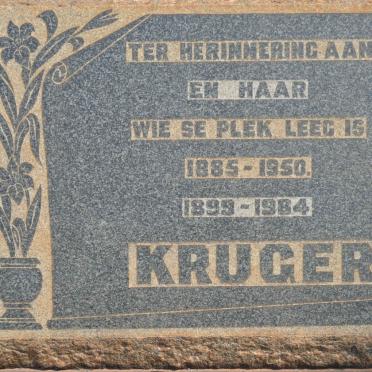 TER HERINNERING AAN
EN HAAR
WIE SE PLEK LEEG IS
1885-1950.
1899-1984
KRUGER